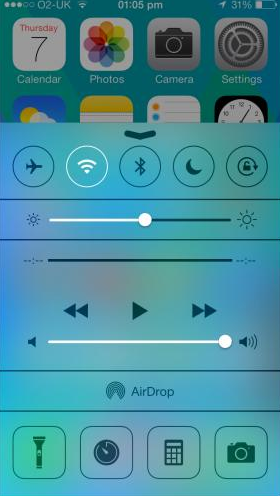 O2-UK 01:05 pm 31%
Thursday
7
Calendar Photos Camera Settings
--:-- --:--
AirDrop